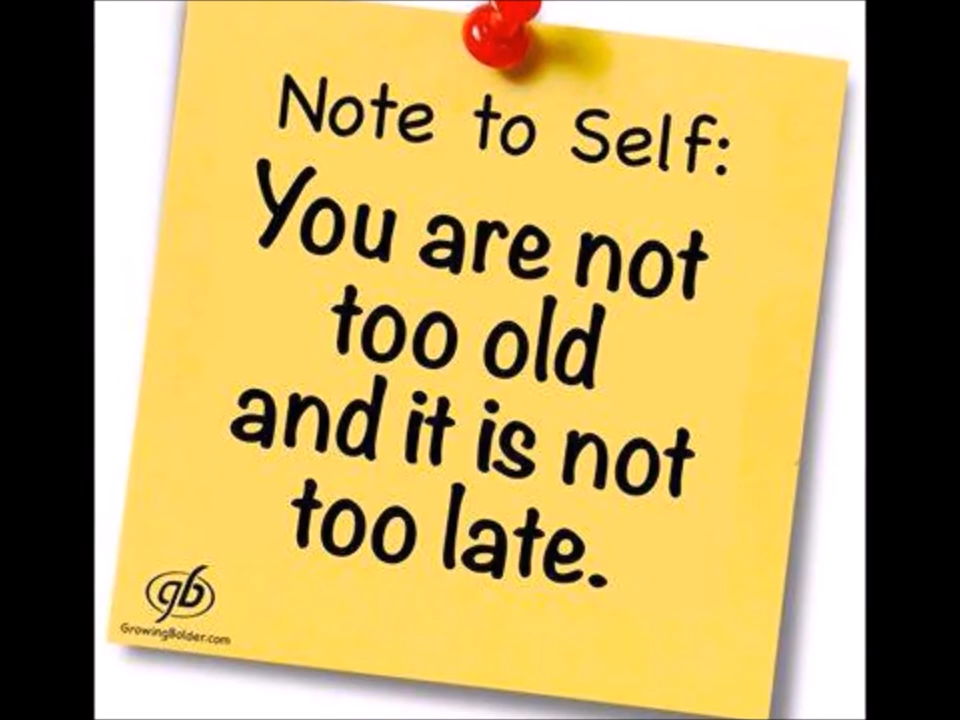 Note to Self:
You are not
too old
and it is not
too late.
gb
GrowingBolder.com